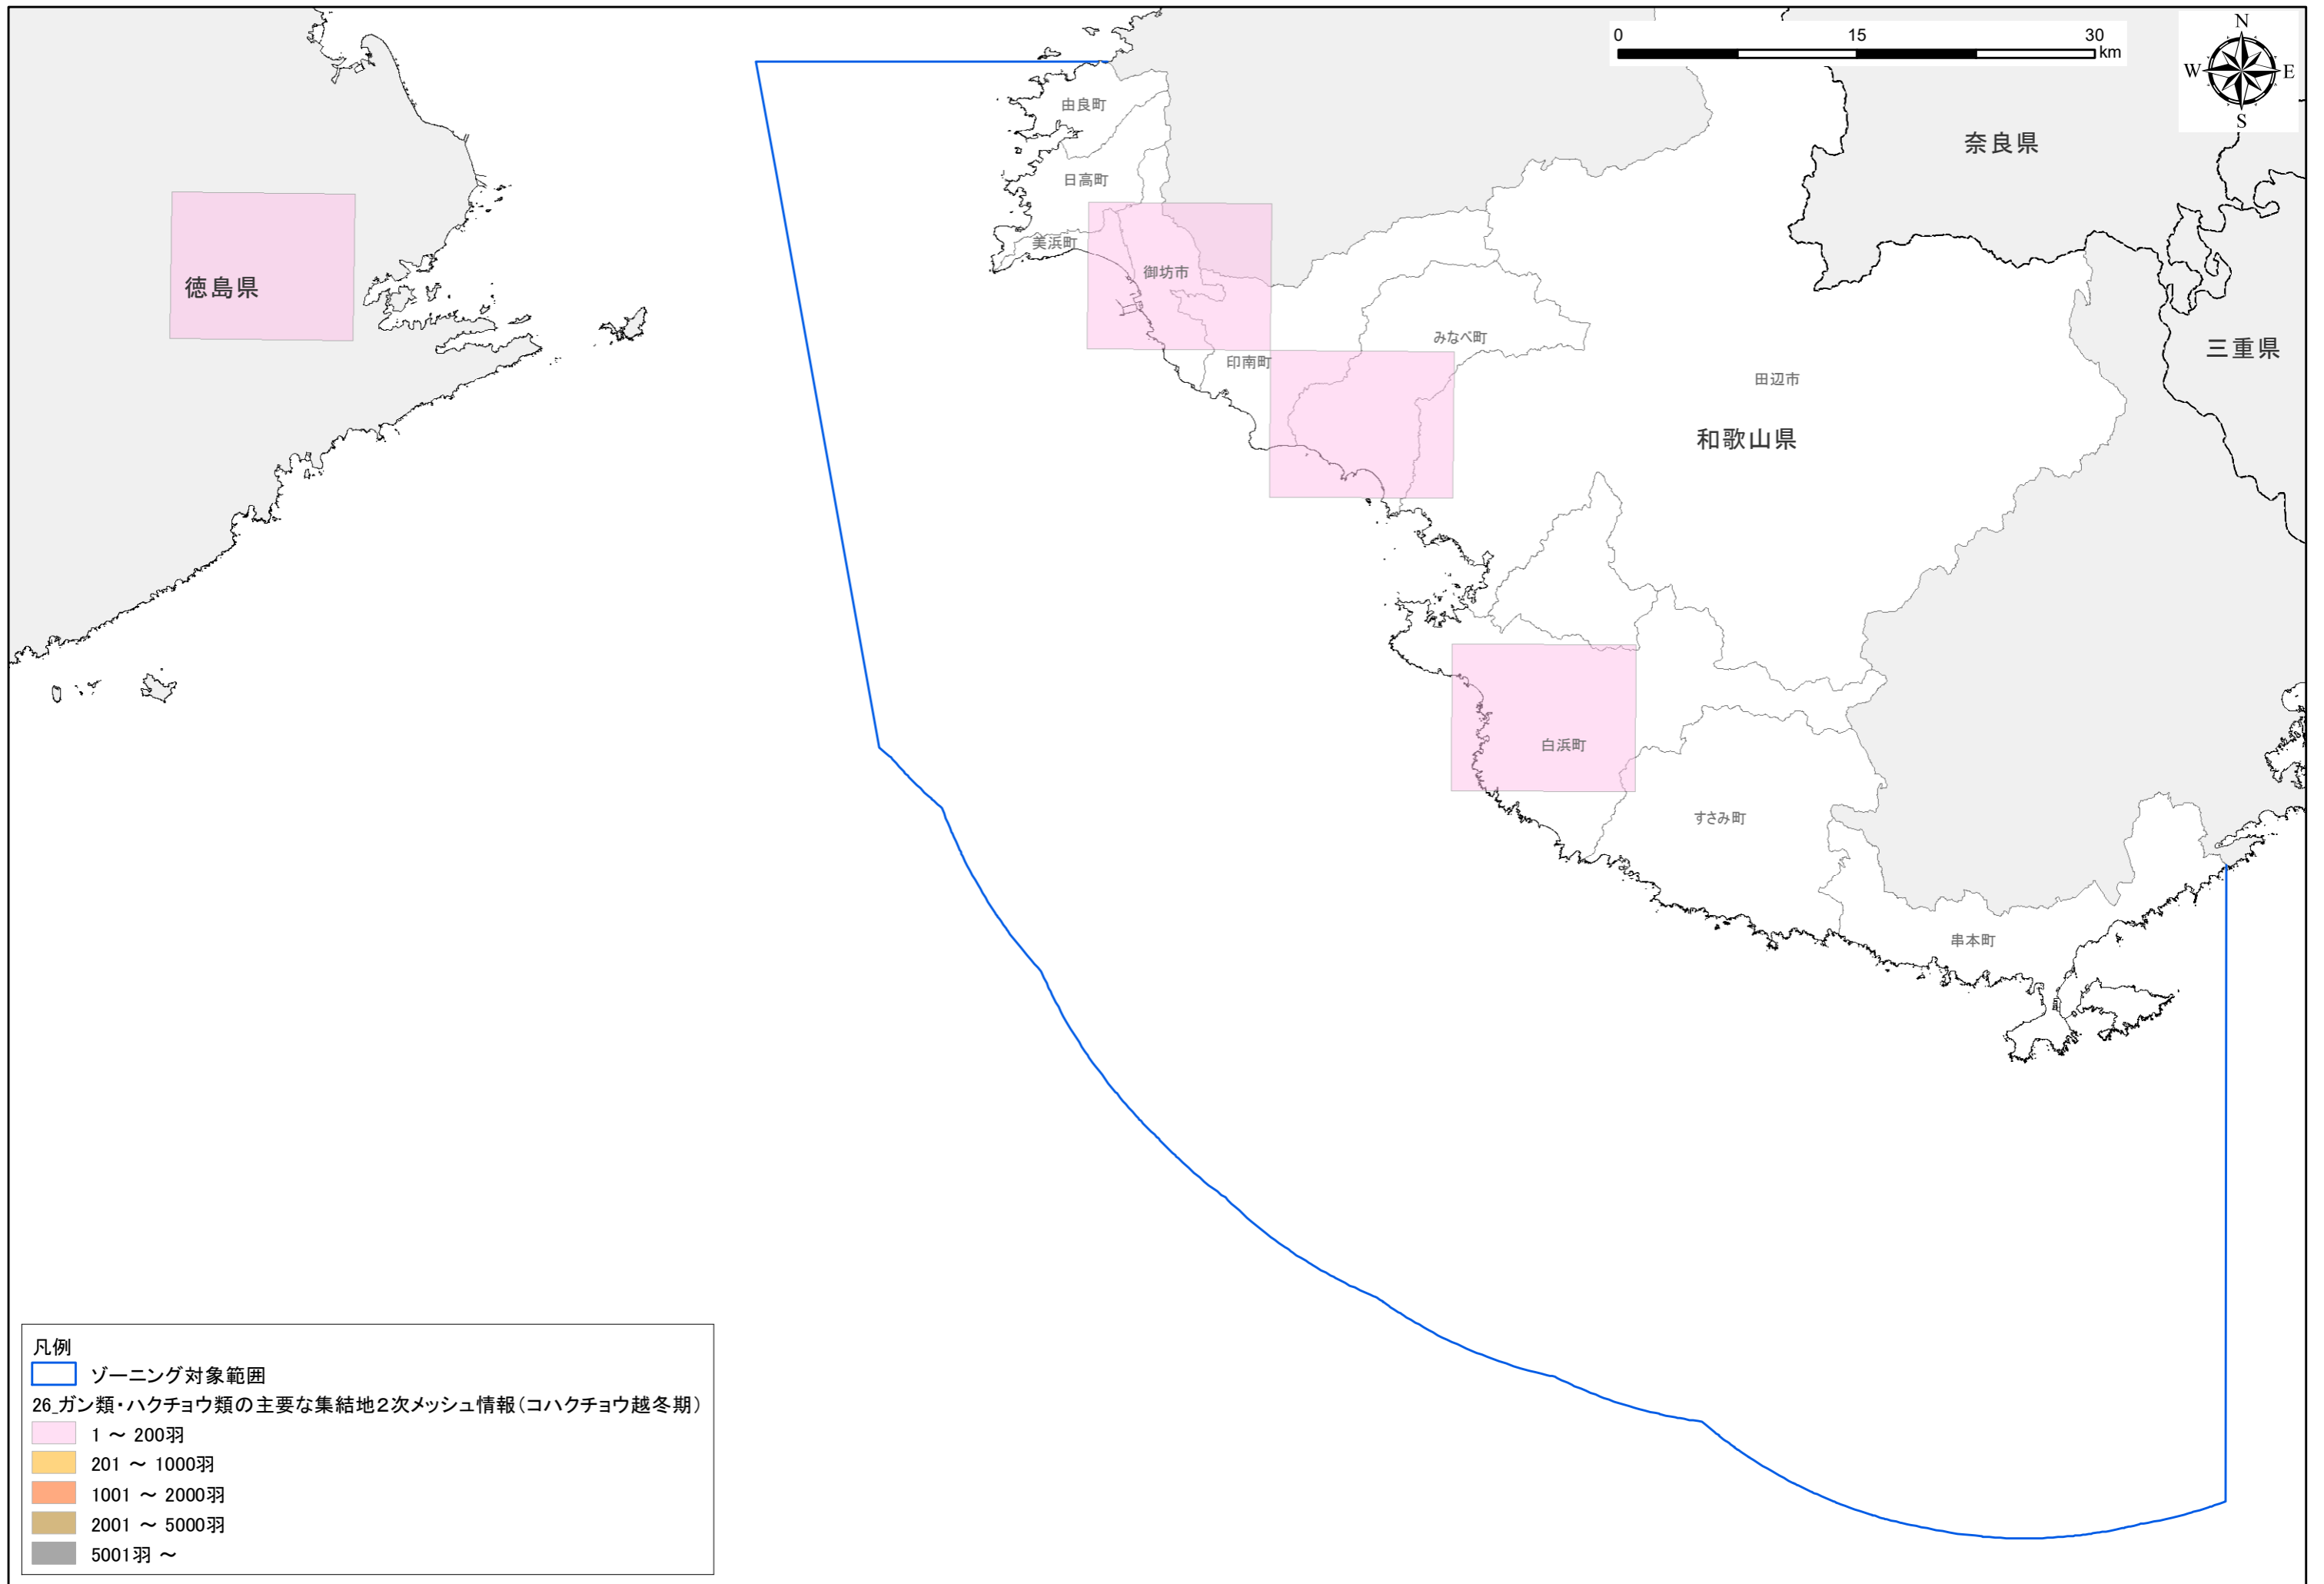 0 15 30
km
N
W E
S
由良町
奈良県
日高町
美浜町
御坊市
徳島県
みなべ町
三重県
印南町
田辺市
和歌山県
白浜町
すさみ町
串本町
凡例
ゾーニング対象範囲
26_ガン類・ハクチョウ類の主要な集結地2次メッシュ情報(コハクチョウ越冬期)
1 ～ 200羽
201 ～ 1000羽
1001 ～ 2000羽
2001 ～ 5000羽
5001羽 ～